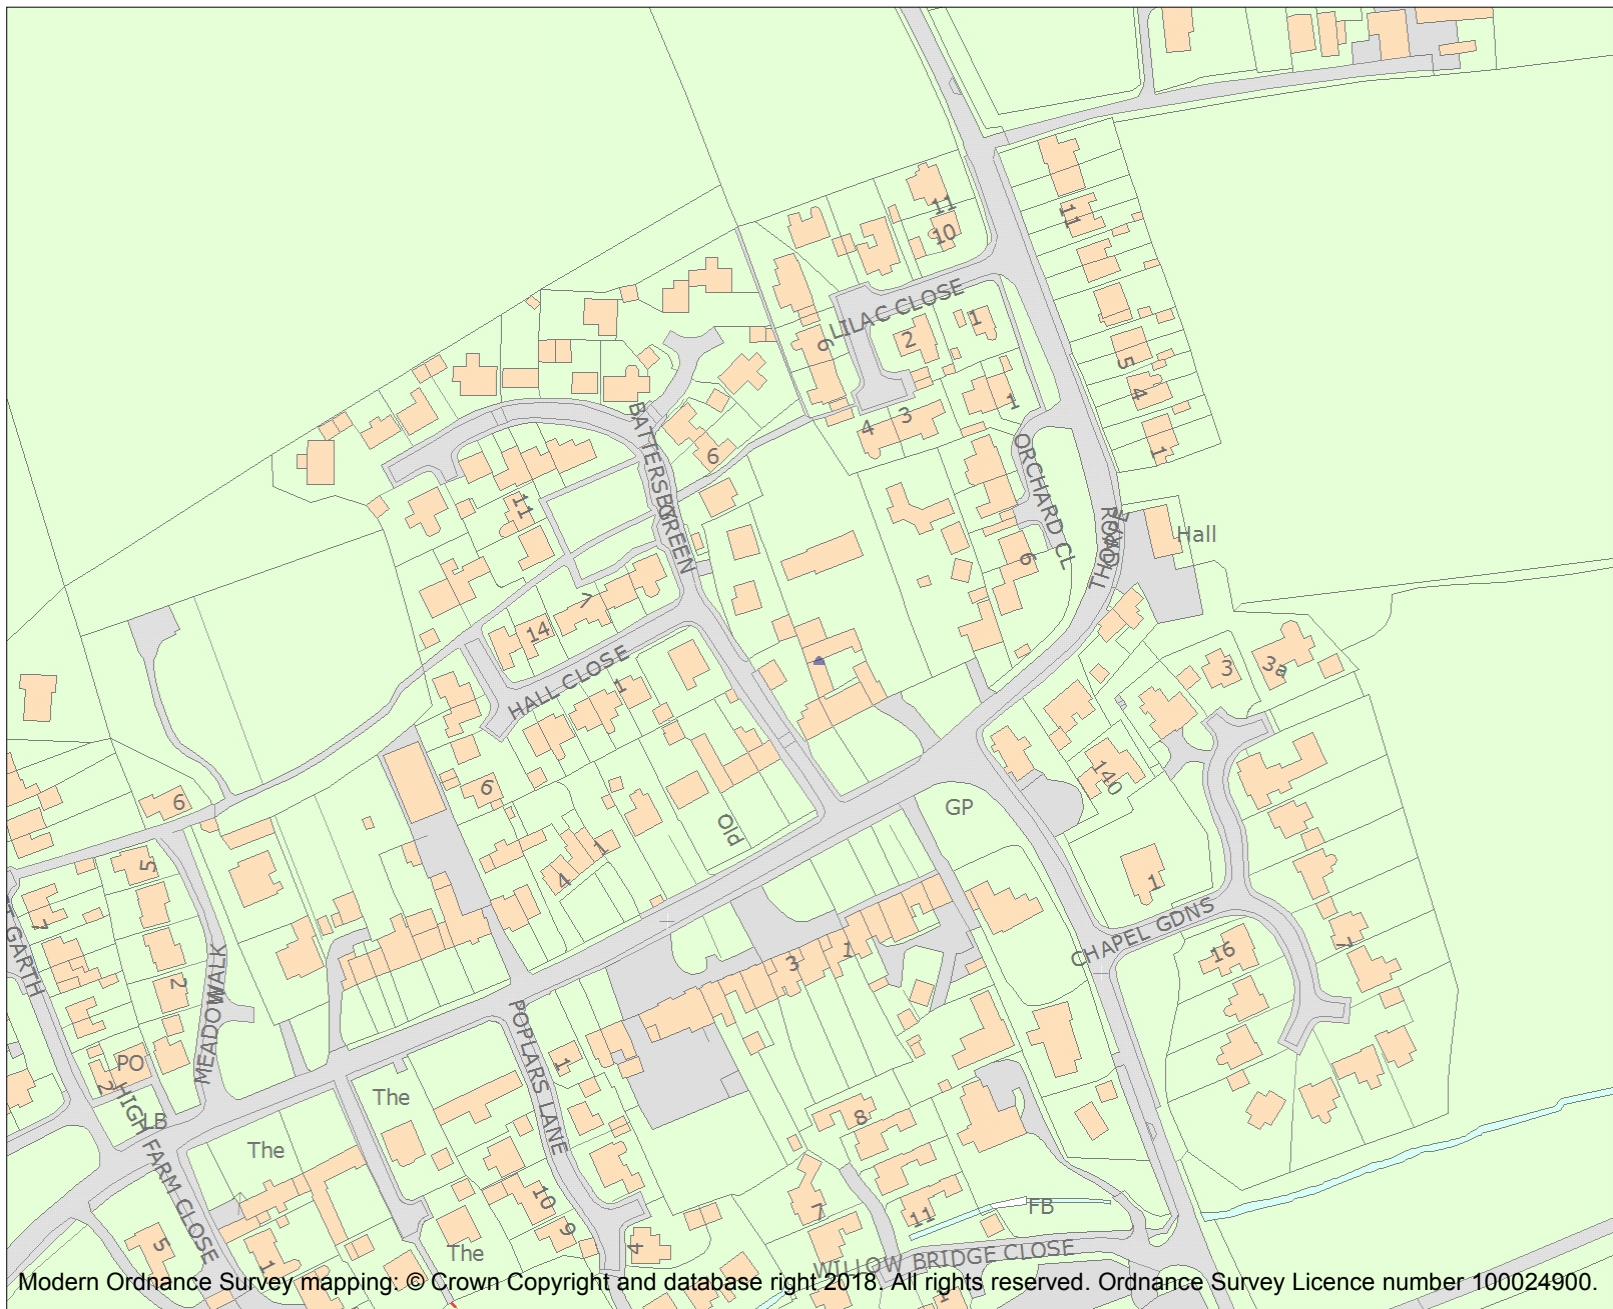 11
10
11
LILAC CLOSE
1
2
9
5
1
4
3
4
1
BATTERSBY
GREEN
6
11
ORCHARD CL
6
THORPE
ROAD
Hall
7
14
HALL CLOSE
1
3
3a
6
140
6
GP
Old
1
4
1
5
7
GARTH
2
MEADOW
WALK
3
1
CHAPEL GDNS
16
7
PO
2
LB
HIGH FARM CLOSE
The
The
POPLARS LANE
1
8
10
9
4
7
11
FB
The
5
1
WILLOW BRIDGE CLOSE
1
Modern Ordnance Survey mapping: © Crown Copyright and database right 2018. All rights reserved. Ordnance Survey Licence number 100024900.